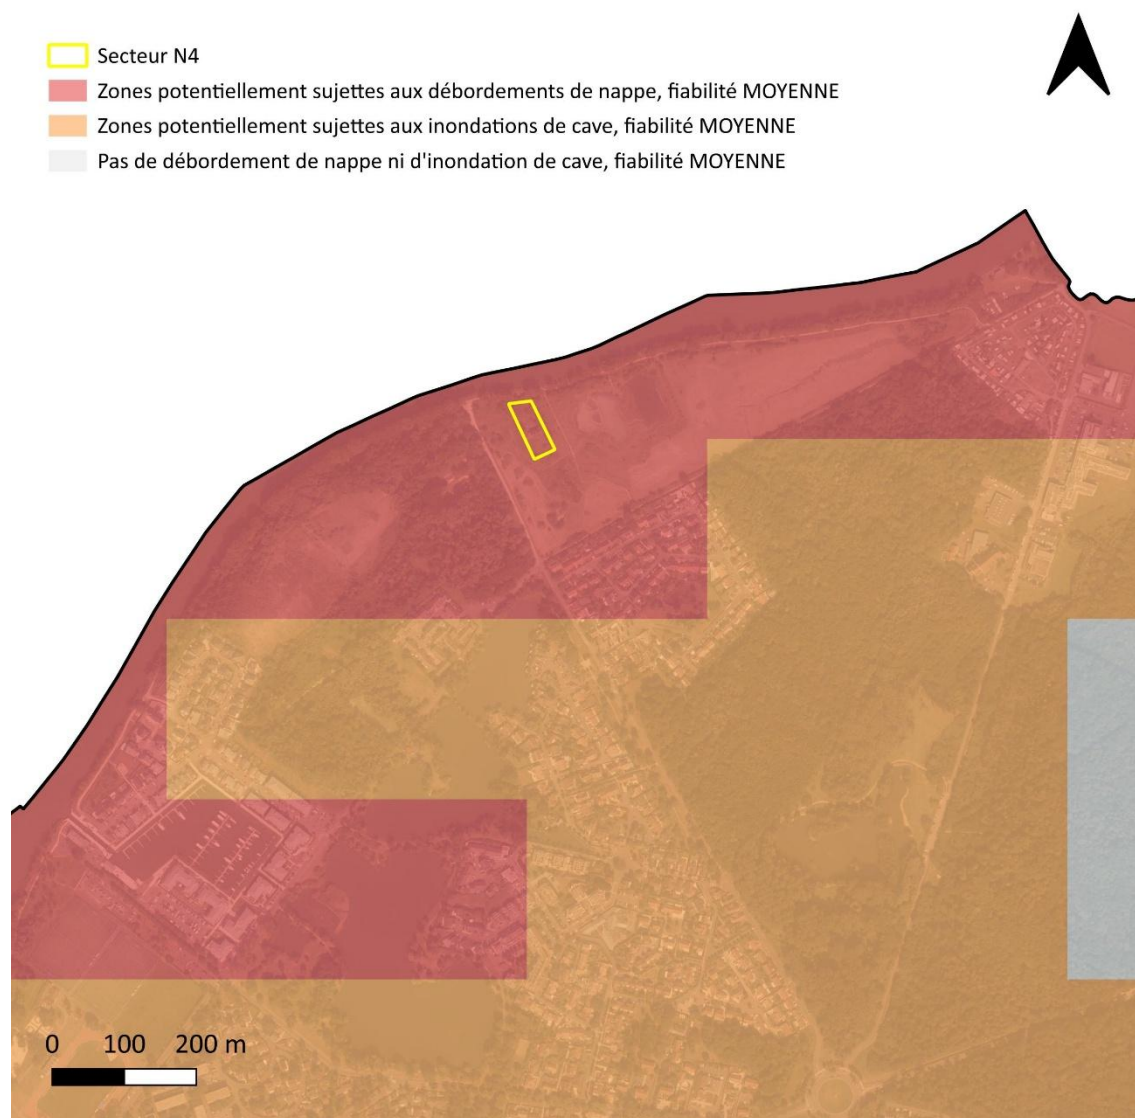 Secteur N4
Zones potentiellement sujettes aux débordements de nappe, fiabilité MOYENNE
Zones potentiellement sujettes aux inondations de cave, fiabilité MOYENNE
Pas de débordement de nappe ni d'inondation de cave, fiabilité MOYENNE
0 100 200 m